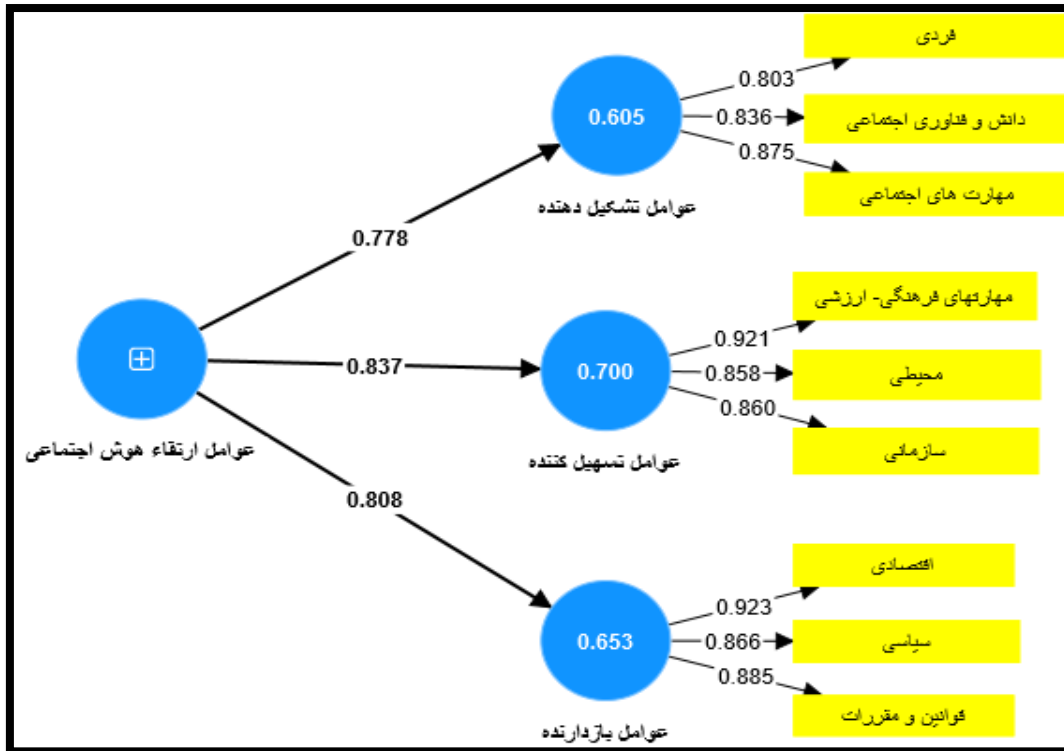 فردی
0.803
0.605
0.836
دانش و فناوری اجتماعی
0.875
مهارت های اجتماعی
عوامل تشکیل دهنده
0.778
مهارتهای فرهنگی- ارزشی
0.921
0.837
0.700
0.858
محیطی
0.860
سازمانی
عوامل تسهیل کننده
عوامل ارتقاء هوش اجتماعی
0.808
اقتصادی
0.923
0.653
0.866
سیاسی
0.885
قوانین و مقررات
عوامل بازدارنده